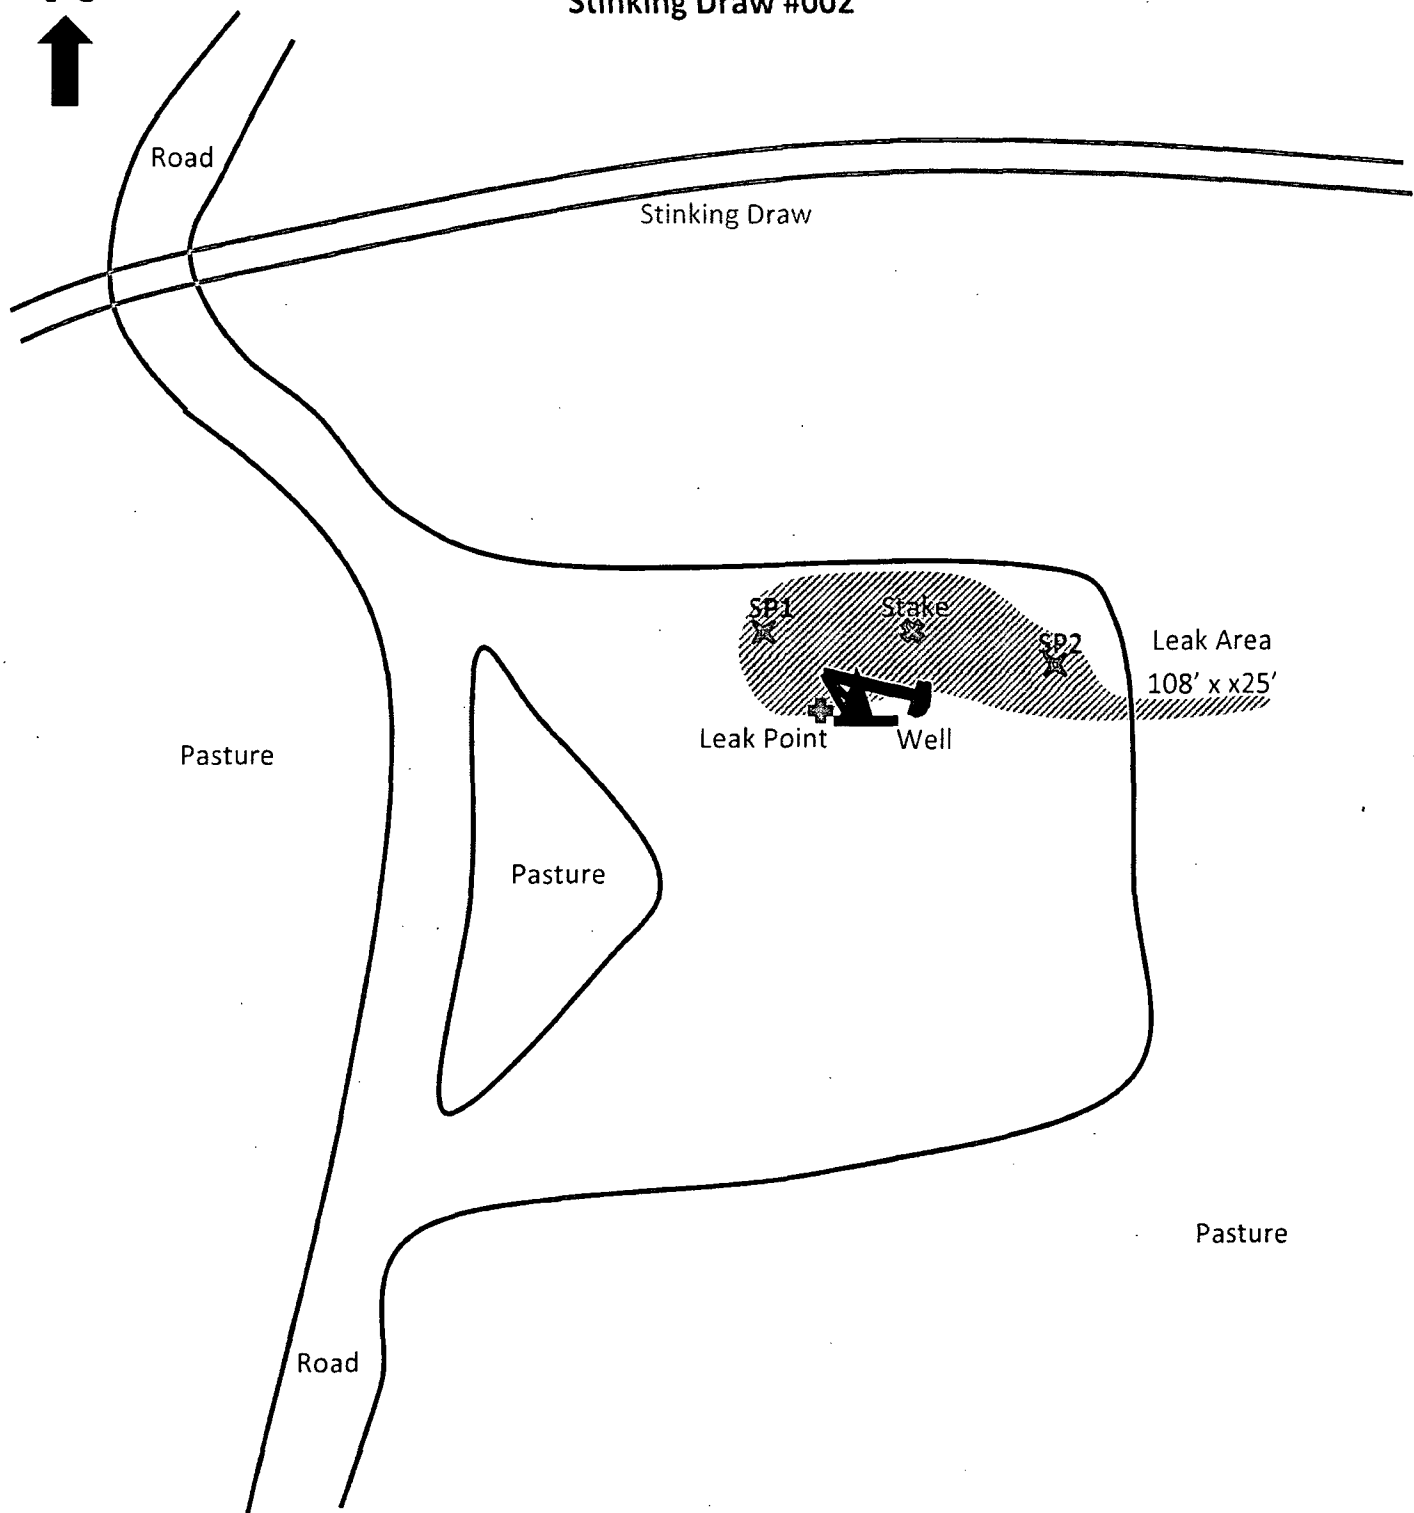 Stinking Draw #002
Road
Stinking Draw
SP1
Stake
SP2
Leak Area
108' x x25'
Leak Point
Well
Pasture
Pasture
Pasture
Road